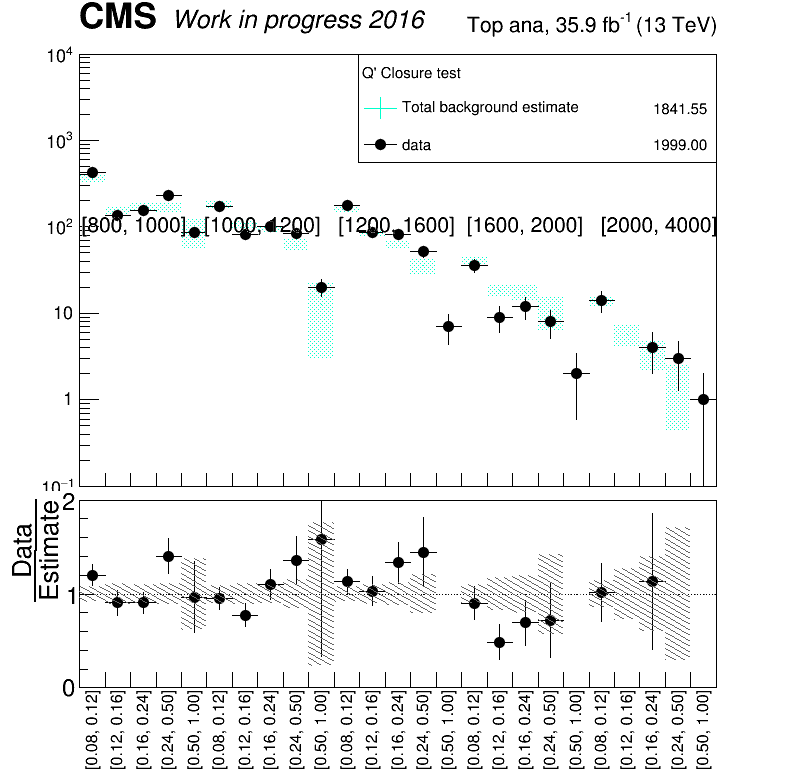 CMS Work in progress 2016 Top ana, 35.9 fb⁻¹ (13 TeV)
10⁴
Q' Closure test
Total background estimate 1841.55
data 1999.00
10³
10²
[800, 1000] [1000, 1200] [1200, 1600] [1600, 2000] [2000, 4000]
10
1
10⁻¹
2
1
0
Data
Estimate
[0.08, 0.12] [0.12, 0.16] [0.16, 0.24] [0.24, 0.50] [0.50, 1.00] [0.08, 0.12] [0.12, 0.16] [0.16, 0.24] [0.24, 0.50] [0.50, 1.00] [0.08, 0.12] [0.12, 0.16] [0.16, 0.24] [0.24, 0.50] [0.50, 1.00] [0.08, 0.12] [0.12, 0.16] [0.16, 0.24] [0.24, 0.50] [0.50, 1.00] [0.08, 0.12] [0.12, 0.16] [0.16, 0.24] [0.24, 0.50] [0.50, 1.00]